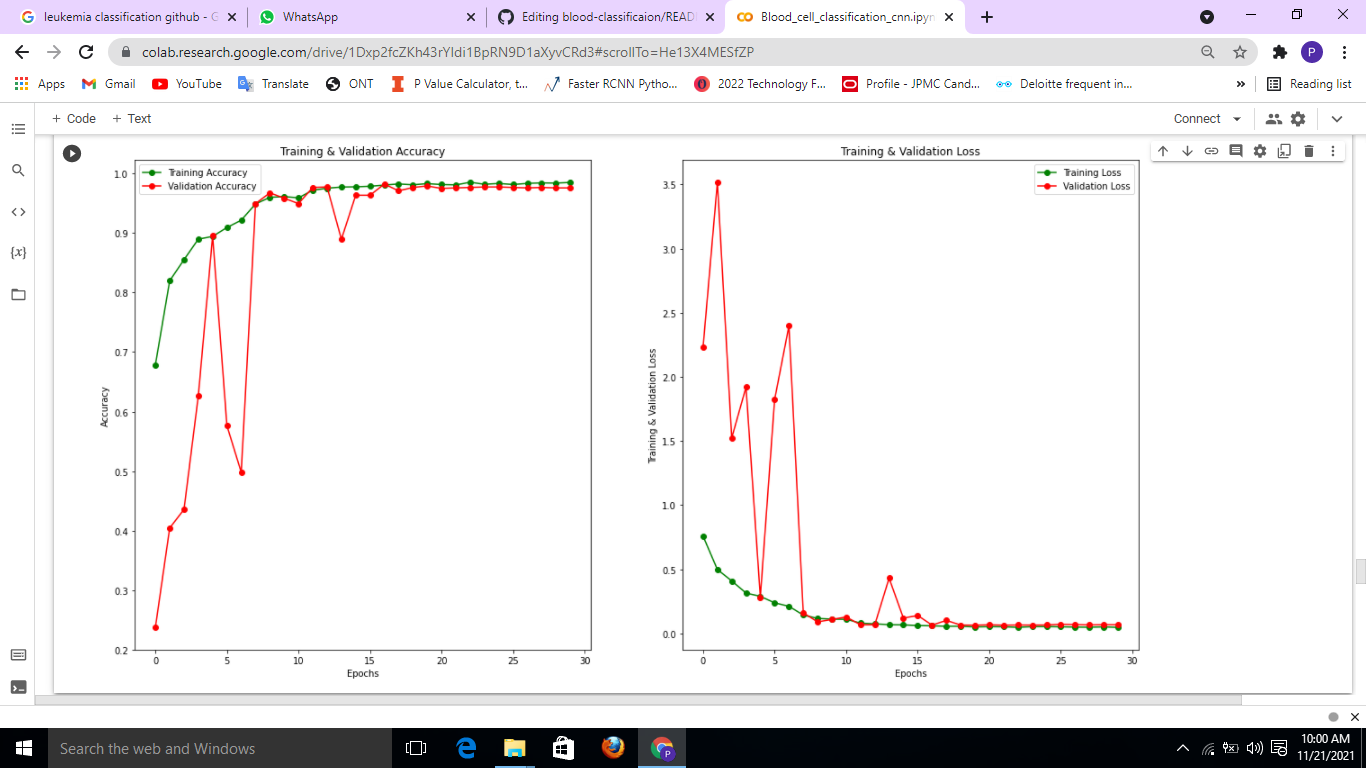 leukemia classification github - G
WhatsApp
Editing blood-classificaion/READ
Blood_cell_classification_cnn.ipyn
colab.research.google.com/drive/1Dxp2fcZKh43rYIdi1BpRN9D1aXyvCRd3#scrollTo=He13X4MESfZP
P
Apps
Gmail
YouTube
Translate
ONT
P Value Calculator, t...
Faster RCNN Pytho...
2022 Technology F...
Profile - JPMC Cand...
Deloitte frequent in...
»
Reading list
+ Code + Text
Connect
{x}
Training & Validation Accuracy
Training Accuracy
Validation Accuracy
1.0
0.9
0.8
0.7
0.6
0.5
0.4
0.3
0.2
Accuracy
0 5 10 15 20 25 30
Epochs
Training & Validation Loss
Training Loss
Validation Loss
3.5
3.0
2.5
2.0
1.5
1.0
0.5
0.0
Training & Validation Loss
0 5 10 15 20 25 30
Epochs
Search the web and Windows
P
10:00 AM
11/21/2021